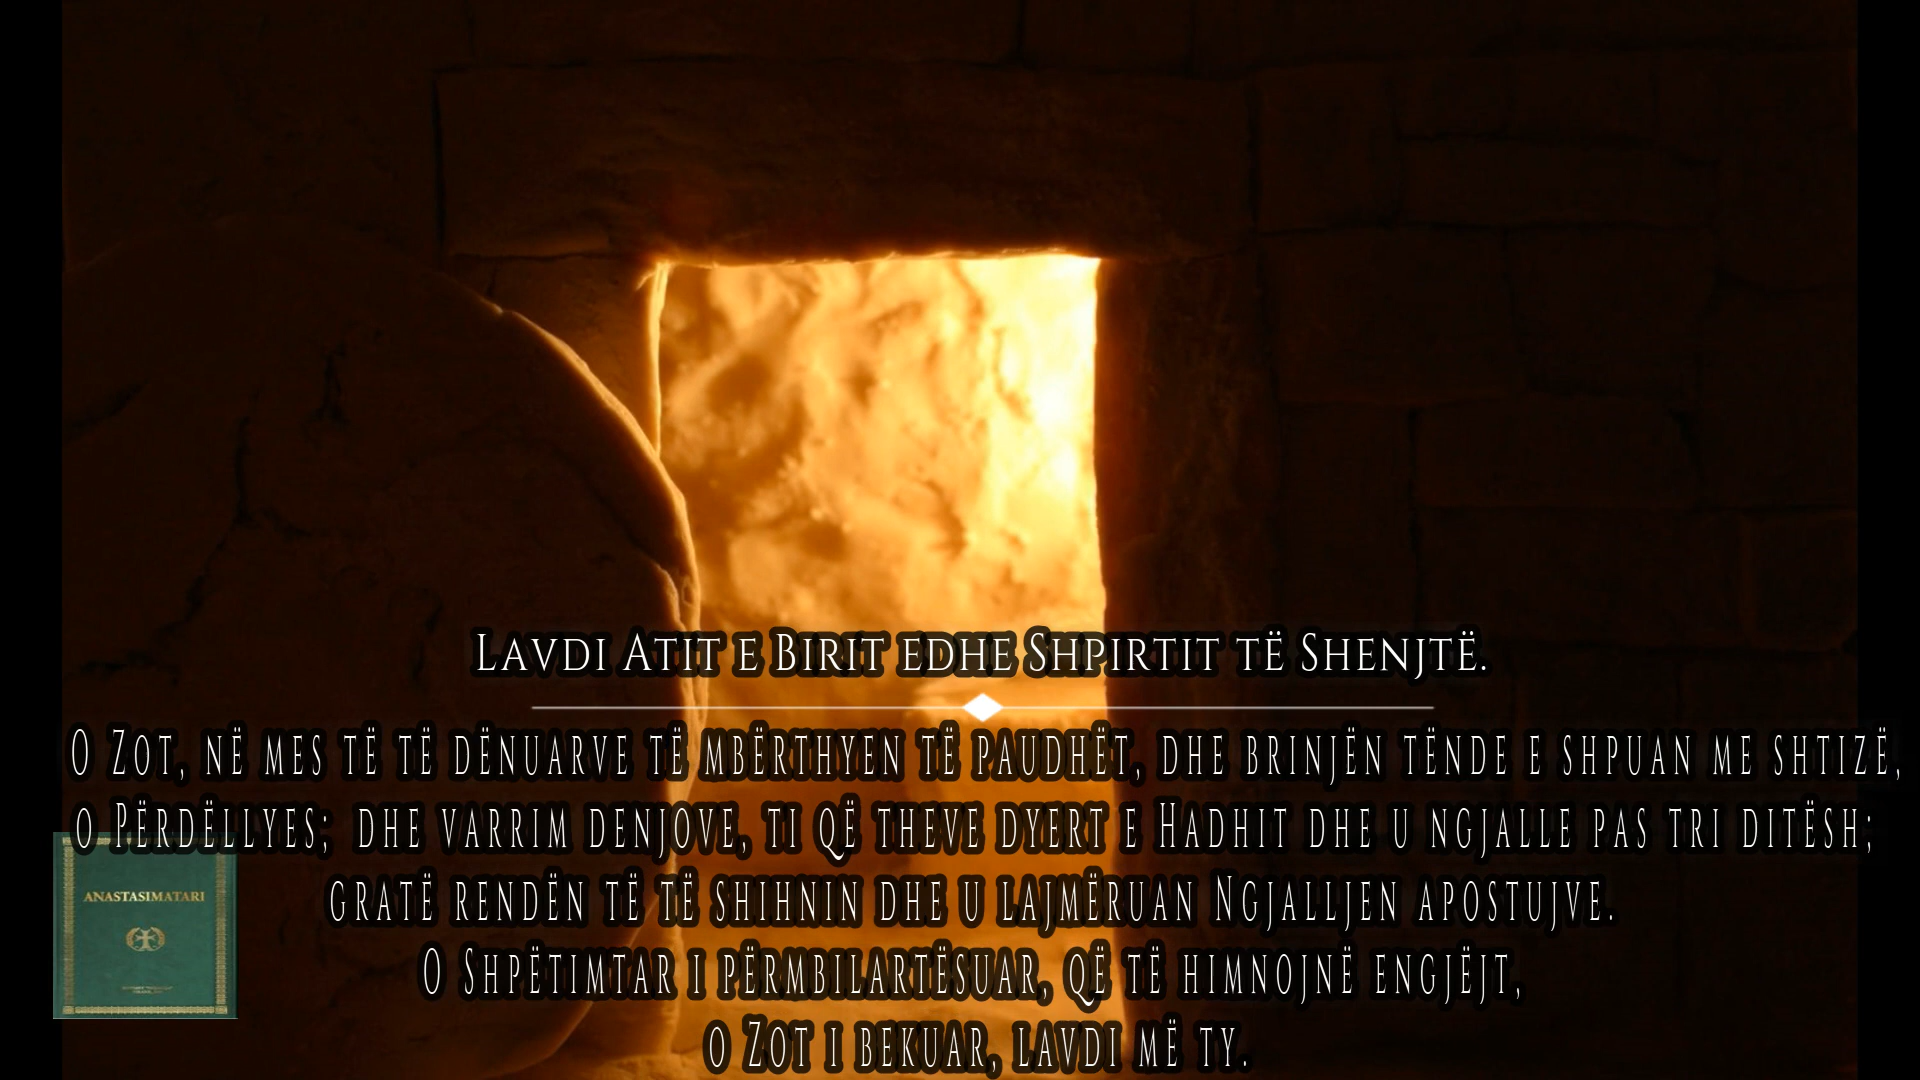 Lavdi Atit e Birit edhe Shpirtit të Shenjtë.
O Zot, në mes të të dënuarve të mbërthyen të paudhët, dhe brinjën tënde e shpuan me shtizë,
o Përdëllyes; dhe varrim denjove, ti që theve dyert e Hadhit dhe u ngjalle pas tri ditësh;
gratë rendën të të shihnin dhe u lajmëruan Ngjalljen apostujve.
O Shpëtimtar i përmbilartësuar, që të himnojnë engjëjt,
o Zot i bekuar, lavdi më ty.
ANASTASIMATARI